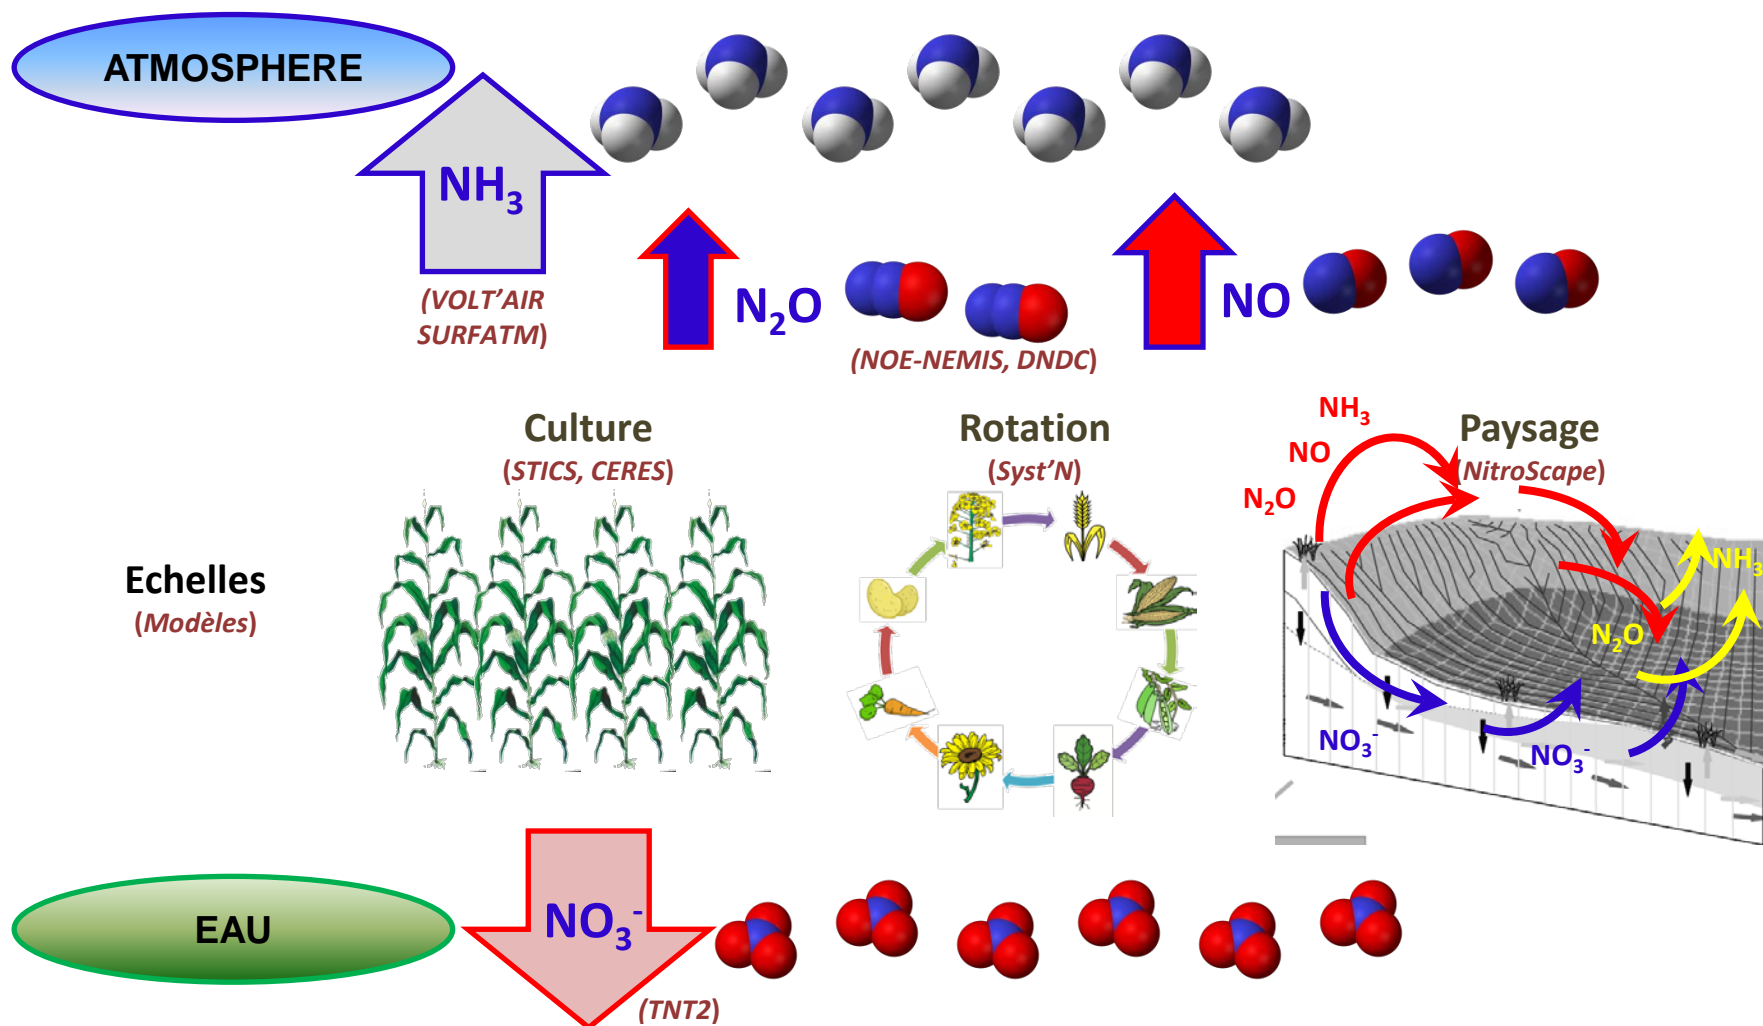 ATMOSPHERE
NH₃
(VOLT'AIR
SURFATM)
N₂O
(NOE-NEMIS, DNDC)
NO
Culture
(STICS, CERES)
Rotation
(Syst'N)
Paysage
(NitroScape)
Echelles
(Modèles)
NH₃
NO
N₂O
NH₃
N₂O
NO₃⁻
NO₃⁻
EAU
NO₃⁻
(TNT2)